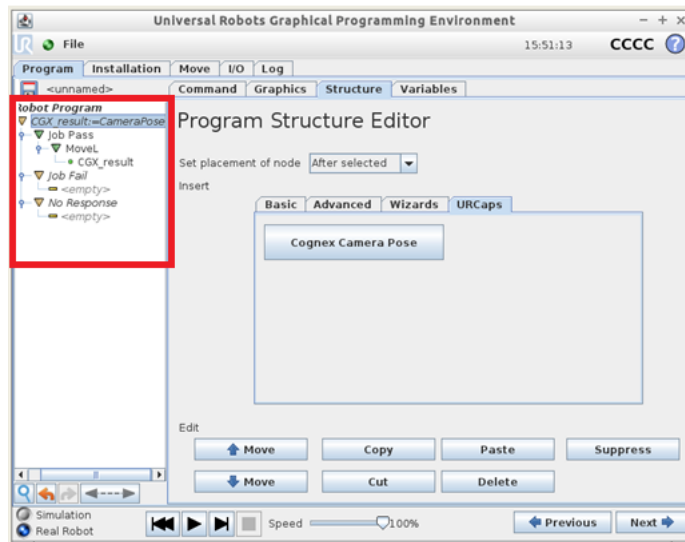 Universal Robots Graphical Programming Environment
UR File 15:51:13 CCCC ?
Program Installation Move I/O Log
<unnamed> Command Graphics Structure Variables
Robot Program
CGX_result:=CameraPose
Job Pass
MoveL
CGX_result
Job Fail
<empty>
No Response
<empty>
Program Structure Editor
Set placement of node After selected
Insert
Basic Advanced Wizards URCaps
Cognex Camera Pose
Edit
Move Copy Paste Suppress
Move Cut Delete
Simulation
Real Robot
Speed 100% Previous Next